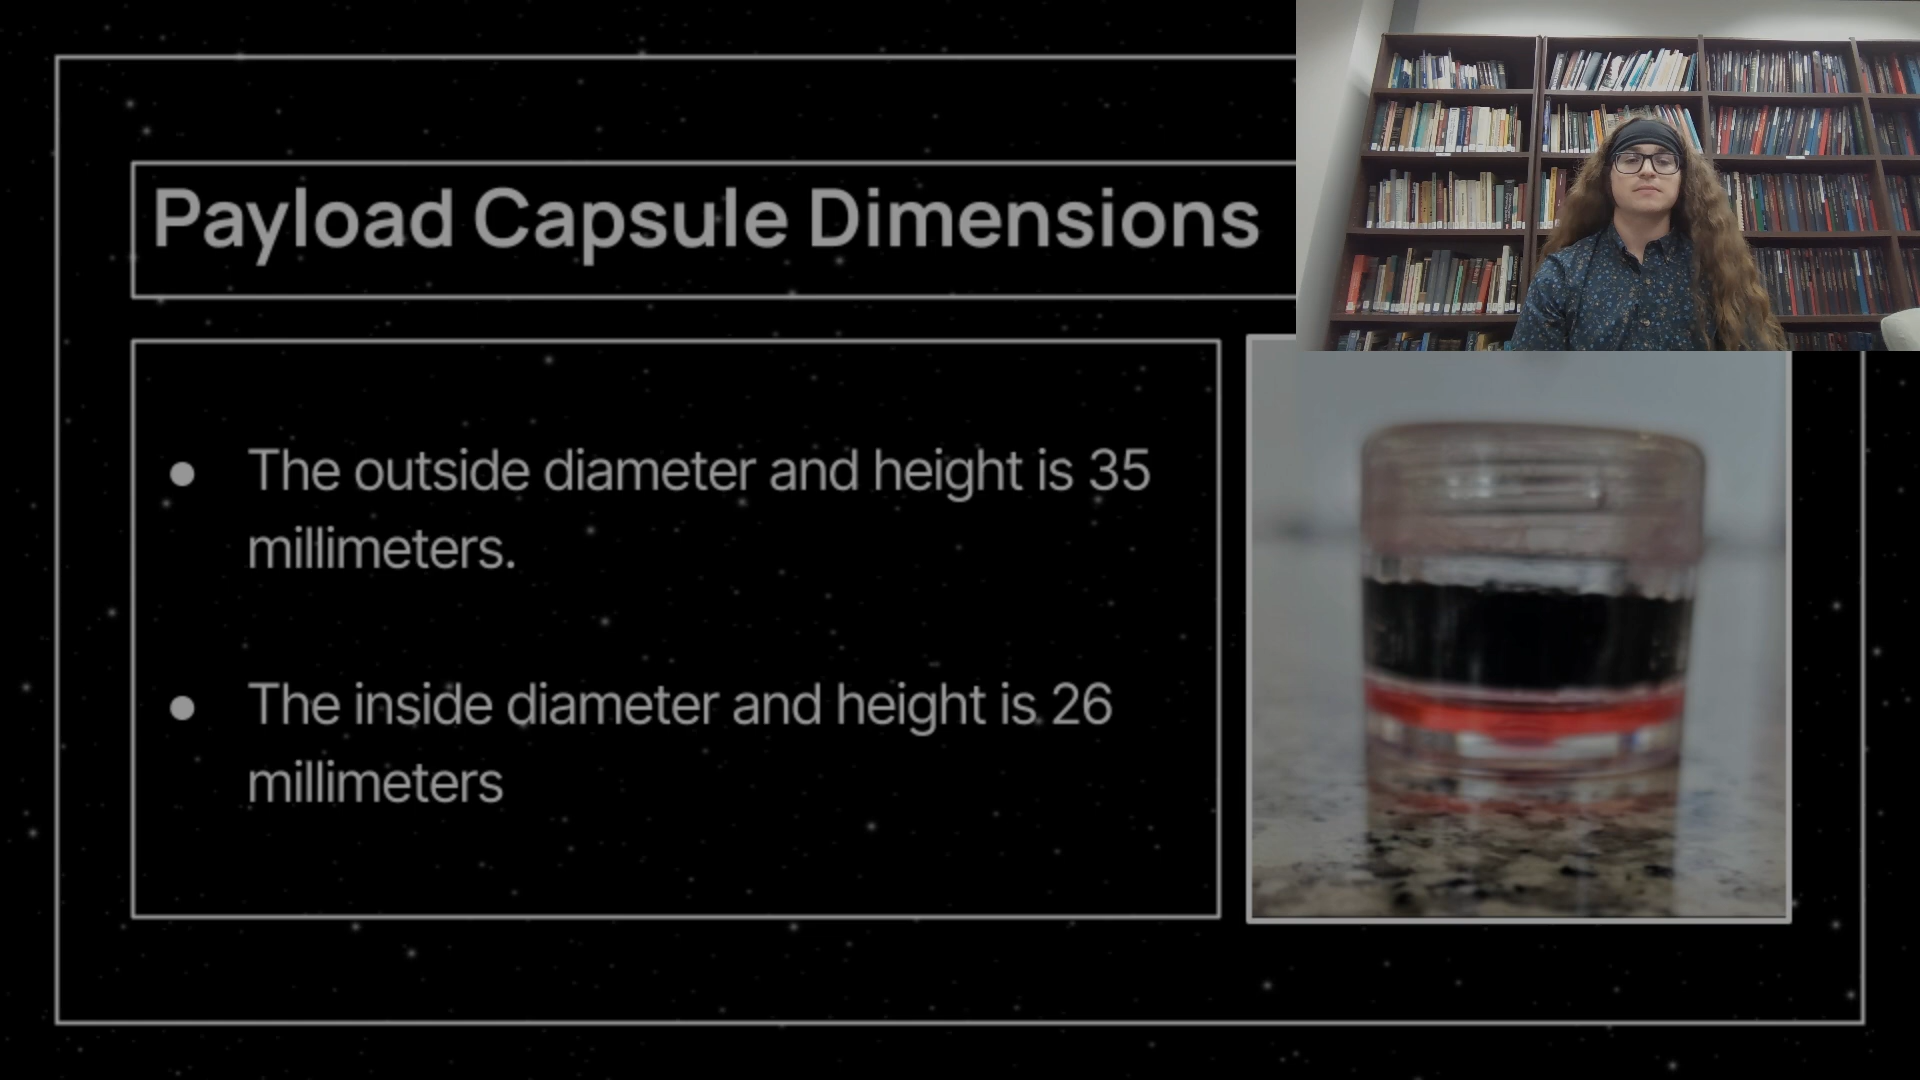 Payload Capsule Dimensions
The outside diameter and height is 35
millimeters.
The inside diameter and height is 26
millimeters